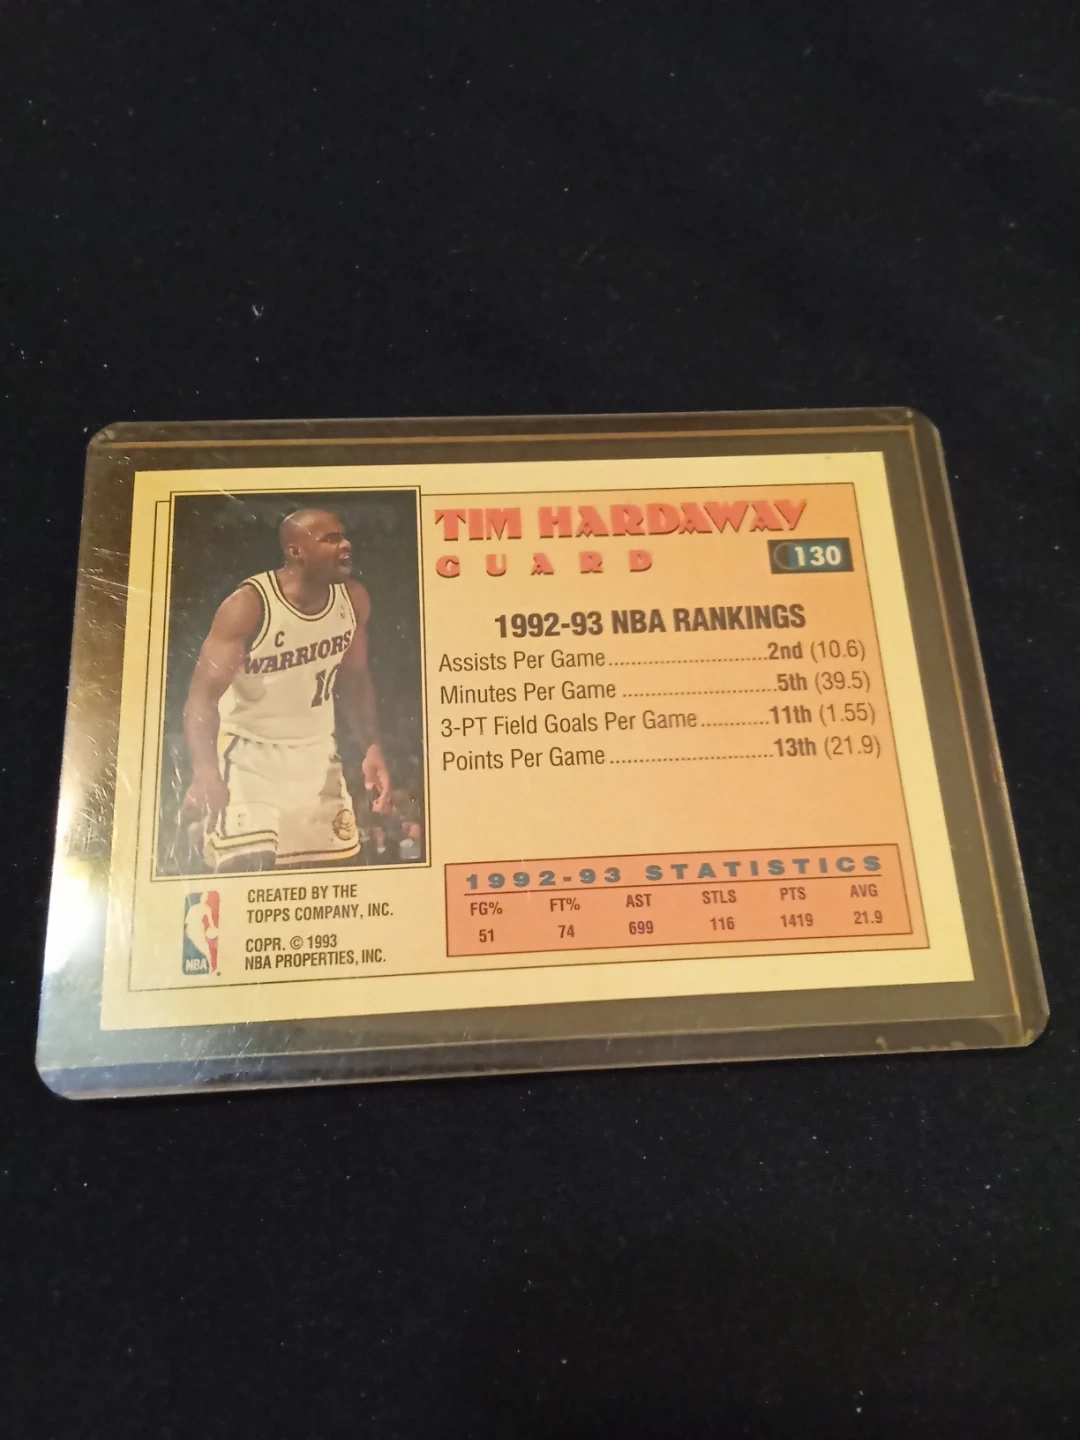 TIM HARDAWAY
GUARD
130
1992-93 NBA RANKINGS
Assists Per Game..........................2nd (10.6)
Minutes Per Game ..........................5th (39.5)
3-PT Field Goals Per Game...........11th (1.55)
Points Per Game............................13th (21.9)
1992-93 STATISTICS
FG% FT% AST STLS PTS AVG
51 74 699 116 1419 21.9
C
WARRIORS
10
CREATED BY THE
TOPPS COMPANY, INC.
COPR. © 1993
NBA PROPERTIES, INC.
NBA